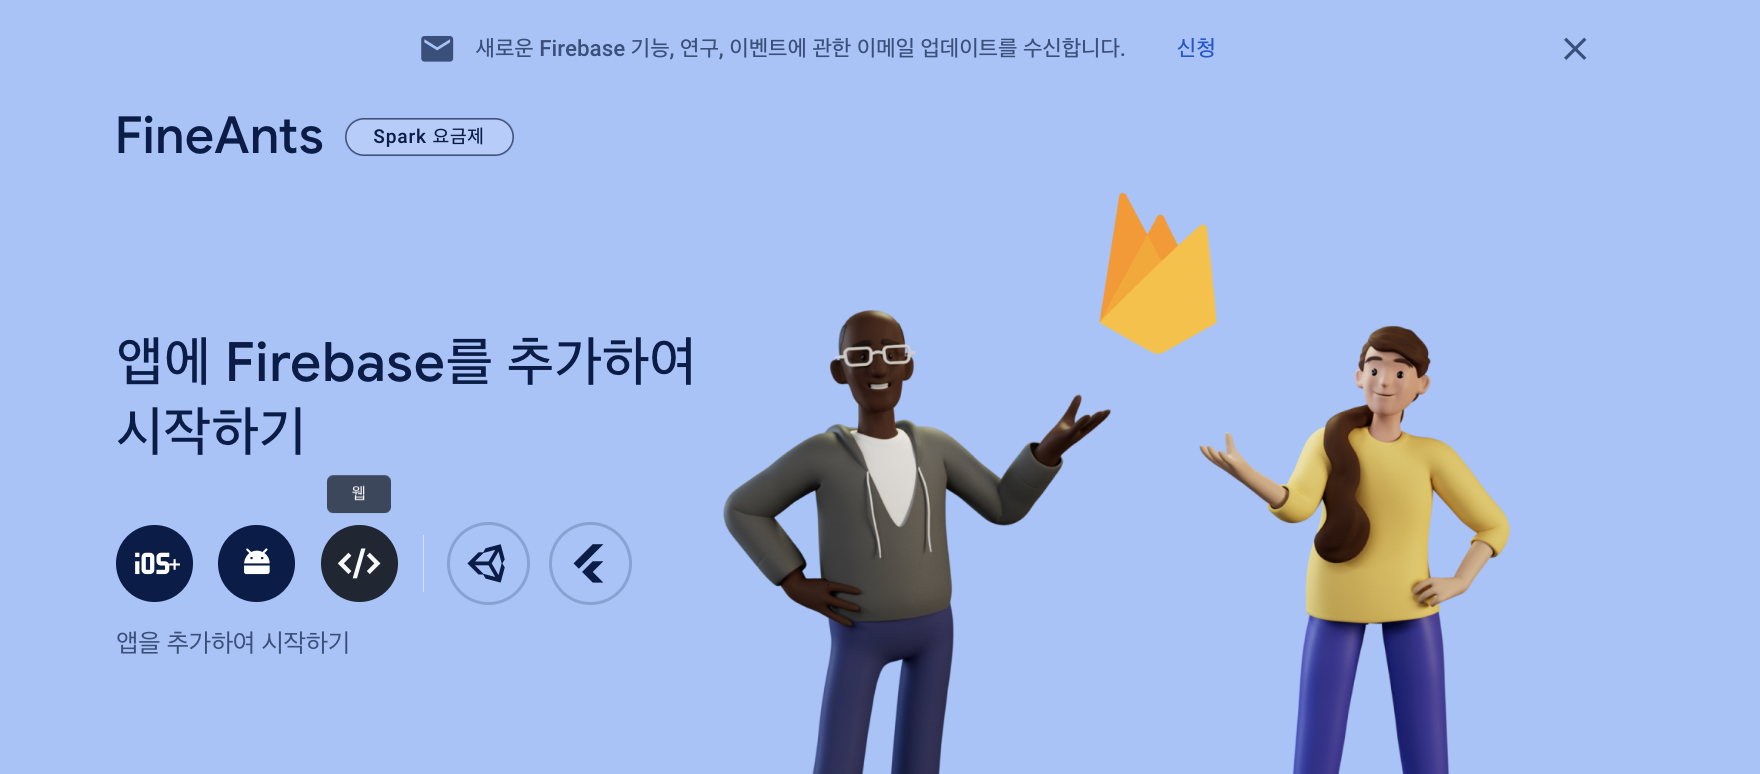 새로운 Firebase 기능, 연구, 이벤트에 관한 이메일 업데이트를 수신합니다. 신청
FineAnts Spark 요금제
앱에 Firebase를 추가하여
시작하기
웹
iOS+ </>
앱을 추가하여 시작하기